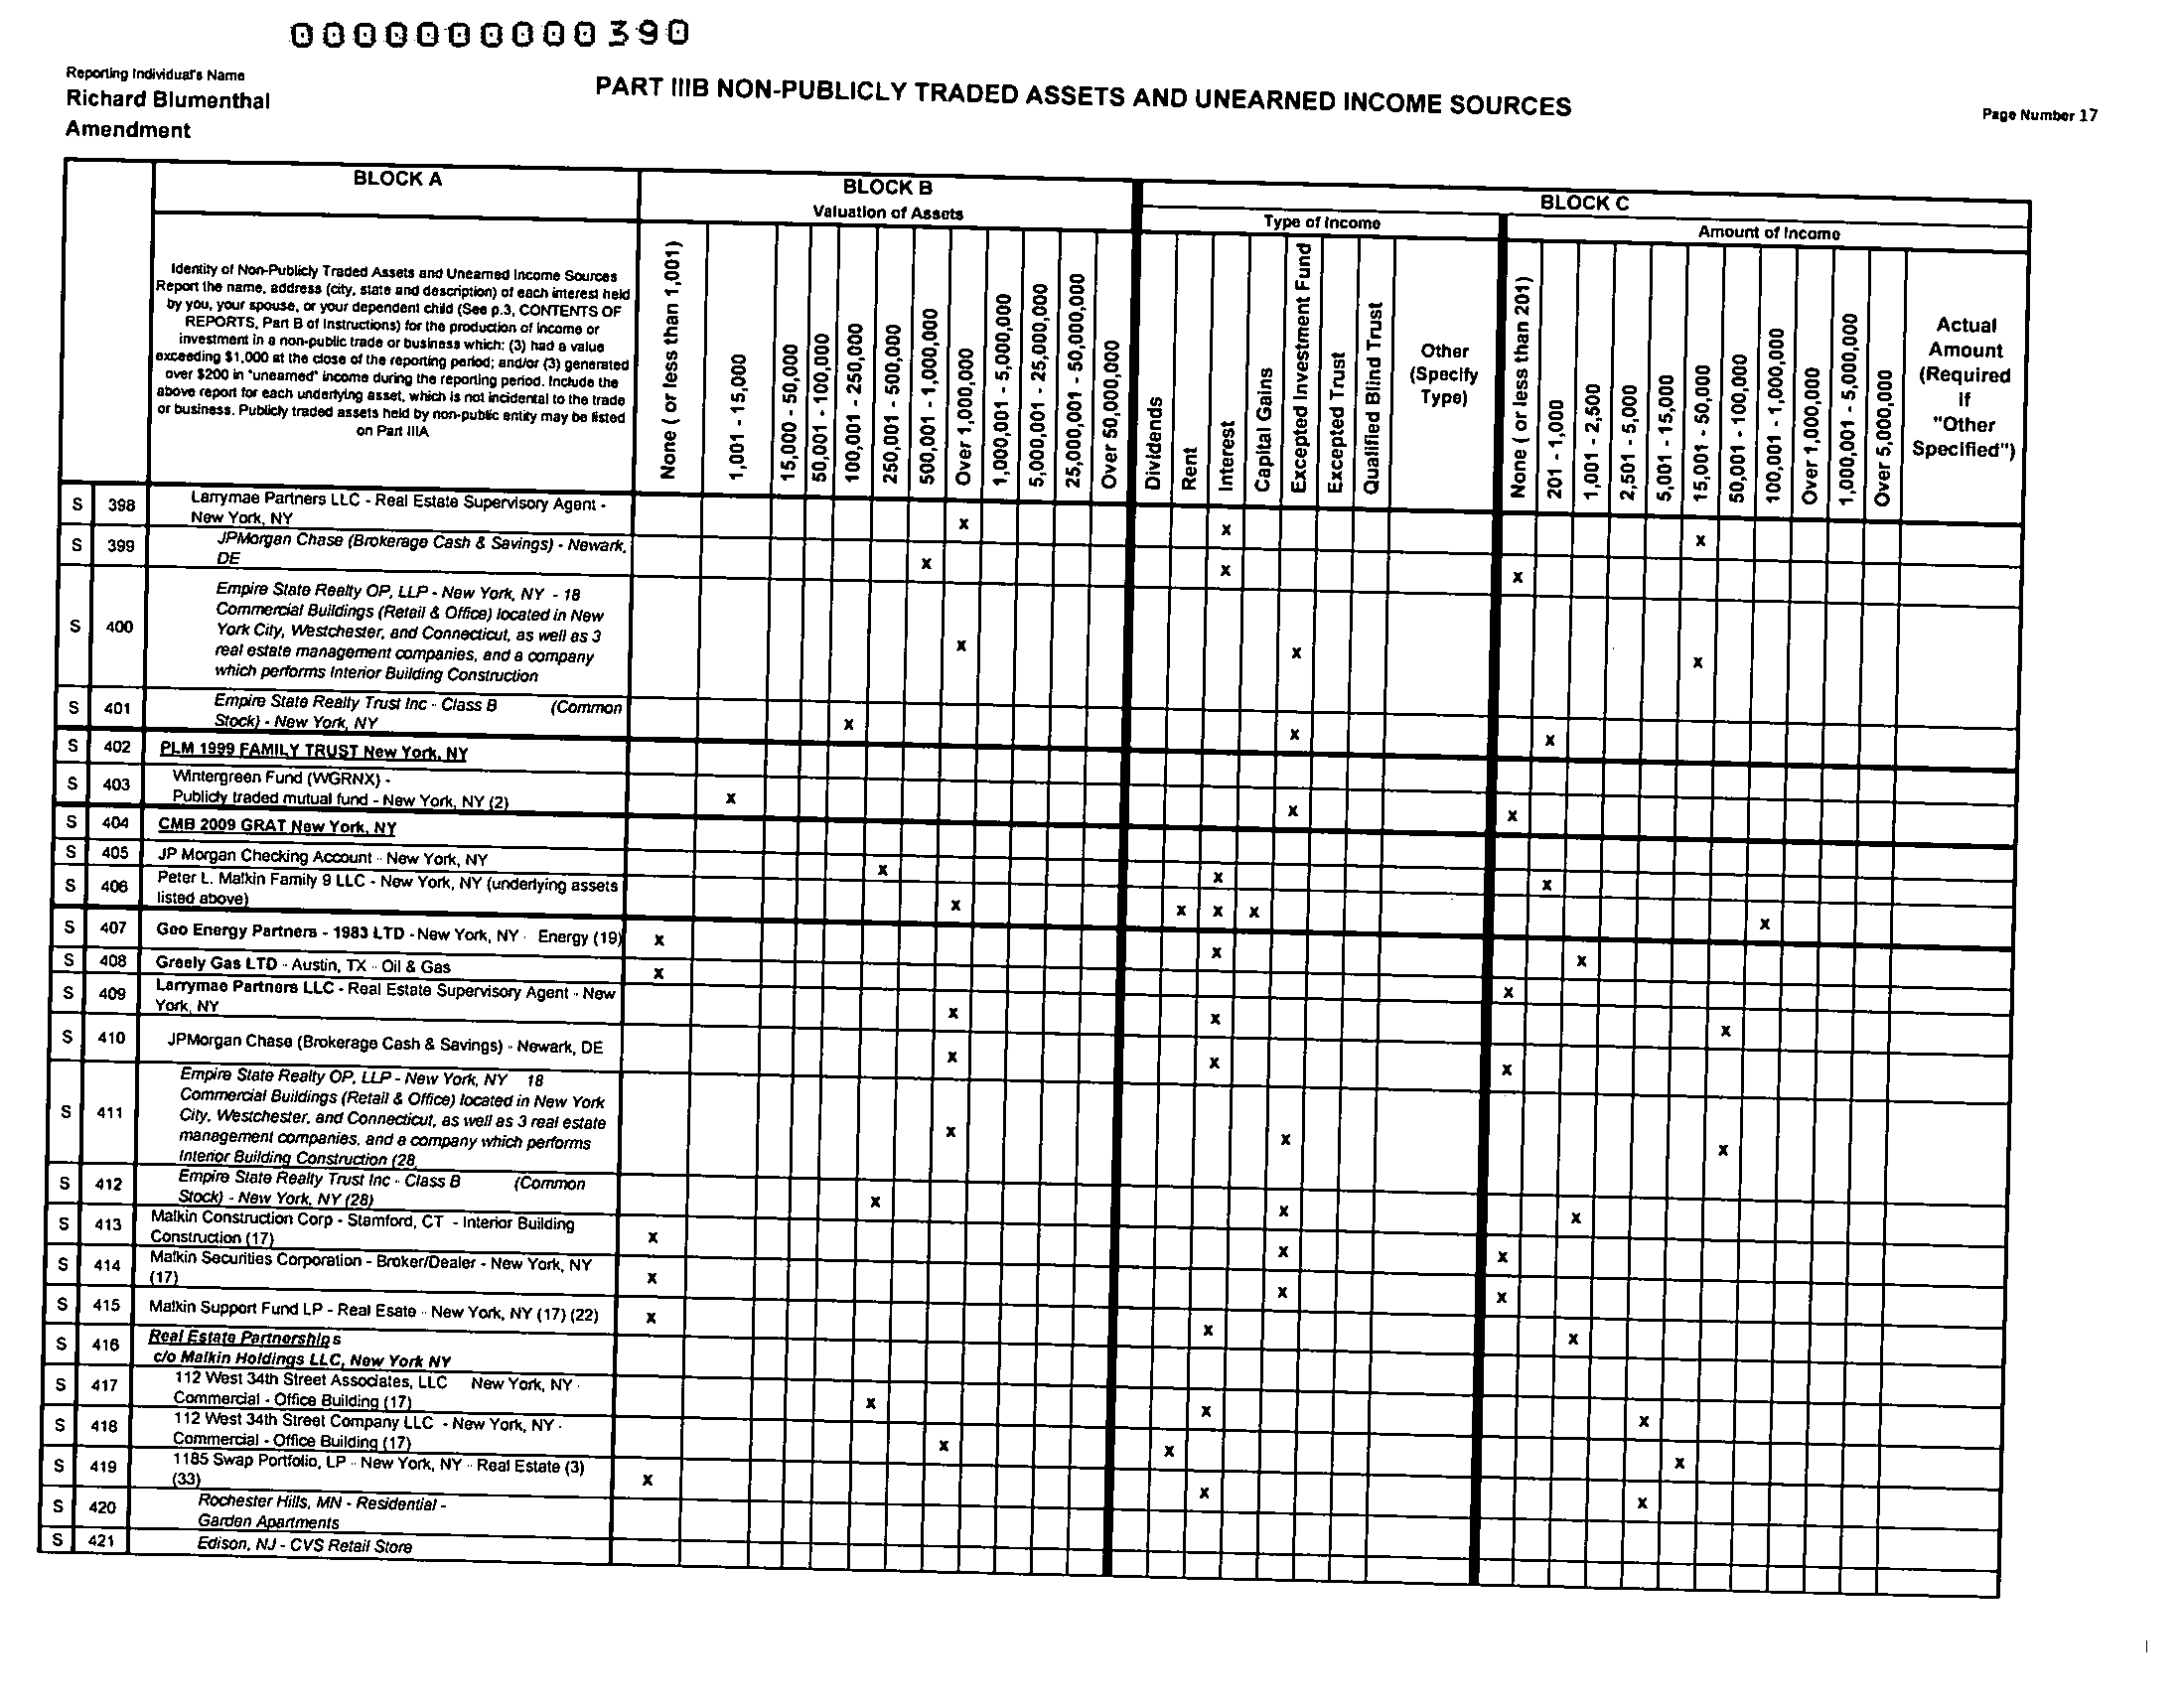 0000000000390
Reporting Individual's Name
Richard Blumenthal
Amendment
PART IIIB NON-PUBLICLY TRADED ASSETS AND UNEARNED INCOME SOURCES
Page Number 17
BLOCK A
BLOCK B
Valuation of Assets
BLOCK C
Type of Income
Amount of Income
Identity of Non-Publicly Traded Assets and Unearned Income Sources
Report the name, address (city, state and description) of each interest held
by you, your spouse, or your dependent child (See p.3, CONTENTS OF
REPORTS, Part B of Instructions) for the production of income or
investment in a non-public trade or business which: (3) had a value
exceeding $1,000 at the close of the reporting period; and/or (3) generated
over $200 in "unearned" income during the reporting period. Include the
above report for each underlying asset, which is not incidental to the trade
or business. Publicly traded assets held by non-public entity may be listed
on Part IIIA
None ( or less than 1,001)
1,001 - 15,000
15,000 - 50,000
50,001 - 100,000
100,001 - 250,000
250,001 - 500,000
500,001 - 1,000,000
Over 1,000,000
1,000,001 - 5,000,000
5,000,001 - 25,000,000
25,000,001 - 50,000,000
Over 50,000,000
Dividends
Rent
Interest
Capital Gains
Excepted Investment Fund
Excepted Trust
Qualified Blind Trust
Other
(Specify
Type)
None ( or less than 201)
201 - 1,000
1,001 - 2,500
2,501 - 5,000
5,001 - 15,000
15,001 - 50,000
50,001 - 100,000
100,001 - 1,000,000
Over 1,000,000
1,000,001 - 5,000,000
Over 5,000,000
Actual
Amount
(Required
if
"Other
Specified")
S 398 Larrymae Partners LLC - Real Estate Supervisory Agent -
New York, NY x x x
S 399 JPMorgan Chase (Brokerage Cash & Savings) - Newark,
DE x x x
S 400 Empire State Realty OP, LLP - New York, NY - 18
Commercial Buildings (Retail & Office) located in New
York City, Westchester, and Connecticut, as well as 3
real estate management companies, and a company
which performs Interior Building Construction x x x
S 401 Empire State Realty Trust Inc - Class B (Common
Stock) - New York, NY x x x
S 402 PLM 1999 FAMILY TRUST New York, NY
S 403 Wintergreen Fund (WGRNX) -
Publicly traded mutual fund - New York, NY (2) x x x
S 404 CMB 2009 GRAT New York, NY
S 405 JP Morgan Checking Account - New York, NY x x x
S 406 Peter L. Malkin Family 9 LLC - New York, NY (underlying assets
listed above) x x x x x
S 407 Geo Energy Partners - 1983 LTD - New York, NY - Energy (19) x x x
S 408 Greely Gas LTD - Austin, TX - Oil & Gas x x
S 409 Larrymae Partners LLC - Real Estate Supervisory Agent - New
York, NY x x x
S 410 JPMorgan Chase (Brokerage Cash & Savings) - Newark, DE x x x
S 411 Empire State Realty OP, LLP - New York, NY 18
Commercial Buildings (Retail & Office) located in New York
City, Westchester, and Connecticut, as well as 3 real estate
management companies, and a company which performs
Interior Building Construction (28 x x x
S 412 Empire State Realty Trust Inc - Class B (Common
Stock) - New York, NY (28) x x x
S 413 Malkin Construction Corp - Stamford, CT - Interior Building
Construction (17) x x x
S 414 Malkin Securities Corporation - Broker/Dealer - New York, NY
(17) x x x
S 415 Malkin Support Fund LP - Real Esate - New York, NY (17) (22) x x x
S 416 Real Estate Partnerships
c/o Malkin Holdings LLC, New York NY
S 417 112 West 34th Street Associates, LLC New York, NY -
Commercial - Office Building (17) x x x
S 418 112 West 34th Street Company LLC - New York, NY -
Commercial - Office Building (17) x x x
S 419 1185 Swap Portfolio, LP - New York, NY - Real Estate (3)
(33) x x x
S 420 Rochester Hills, MN - Residential -
Garden Apartments
S 421 Edison, NJ - CVS Retail Store